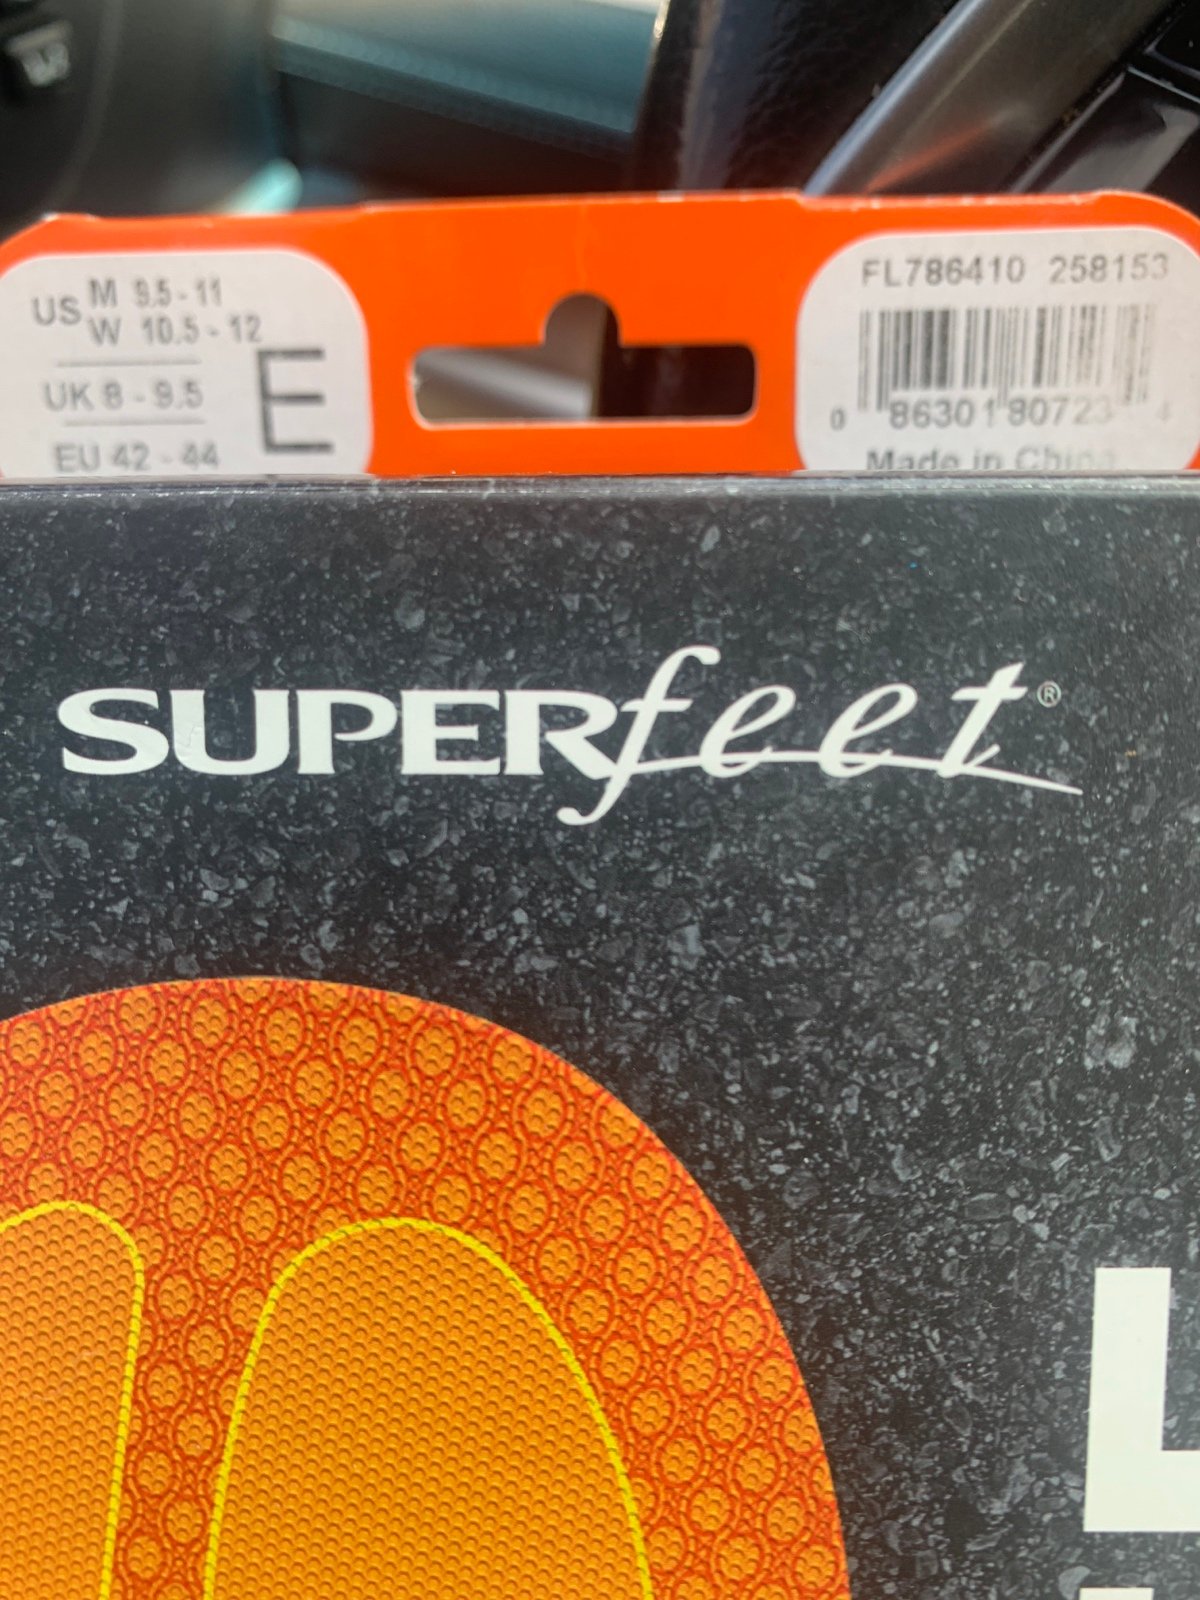 US M 9.5 - 11
W 10.5 - 12
UK 8 - 9.5
EU 42 - 44
E
FL786410 258153
0 86301 80723 4
Made in China
SUPERfeet®
L